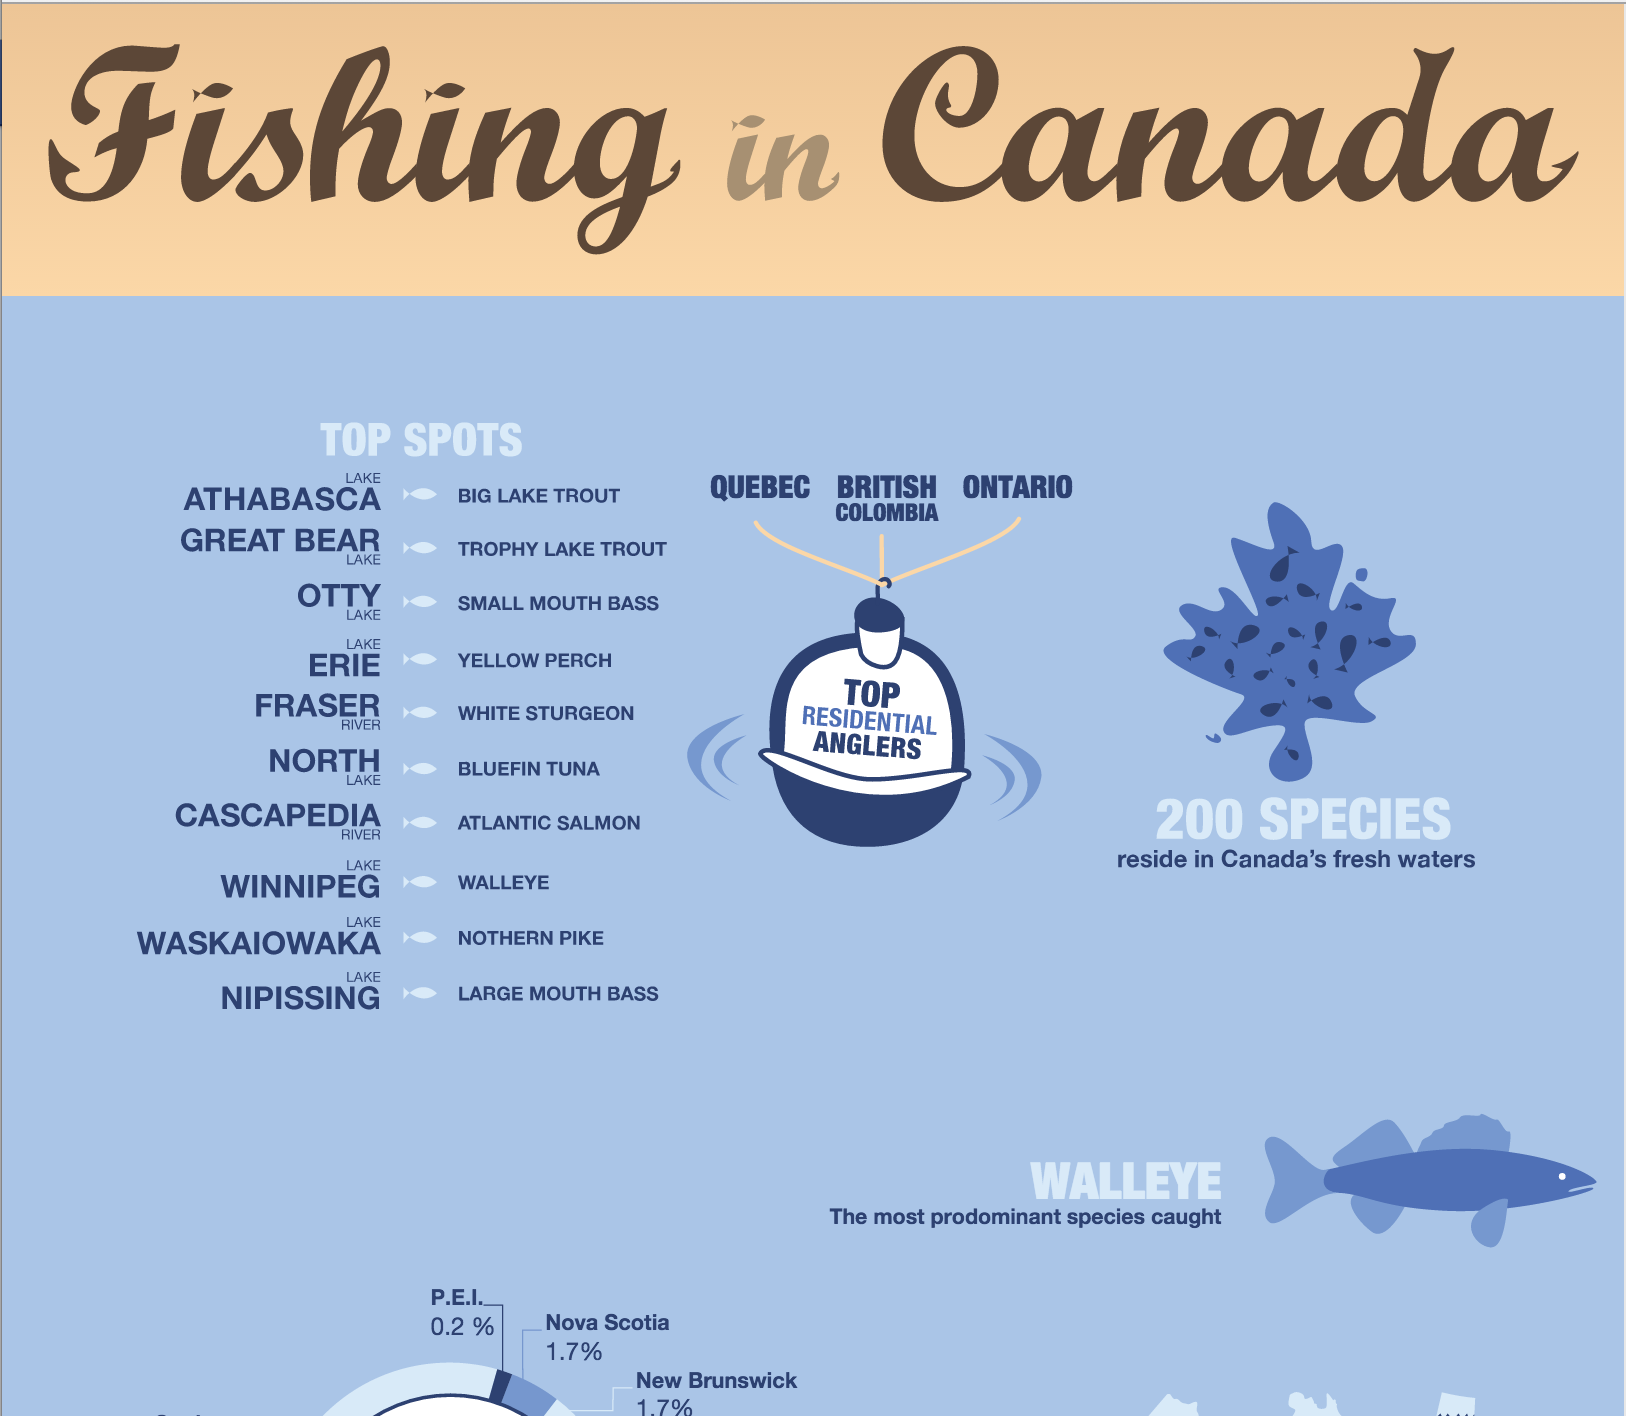 Fishing in Canada
TOP SPOTS
LAKE
ATHABASCA
BIG LAKE TROUT
GREAT BEAR
LAKE
TROPHY LAKE TROUT
OTTY
LAKE
SMALL MOUTH BASS
LAKE
ERIE
YELLOW PERCH
FRASER
RIVER
WHITE STURGEON
NORTH
LAKE
BLUEFIN TUNA
CASCAPEDIA
RIVER
ATLANTIC SALMON
LAKE
WINNIPEG
WALLEYE
LAKE
WASKAIOWAKA
NOTHERN PIKE
LAKE
NIPISSING
LARGE MOUTH BASS
QUEBEC
BRITISH
COLOMBIA
ONTARIO
TOP
RESIDENTIAL
ANGLERS
200 SPECIES
reside in Canada's fresh waters
WALLEYE
The most prodominant species caught
P.E.I.
0.2 %
Nova Scotia
1.7%
New Brunswick
1.7%